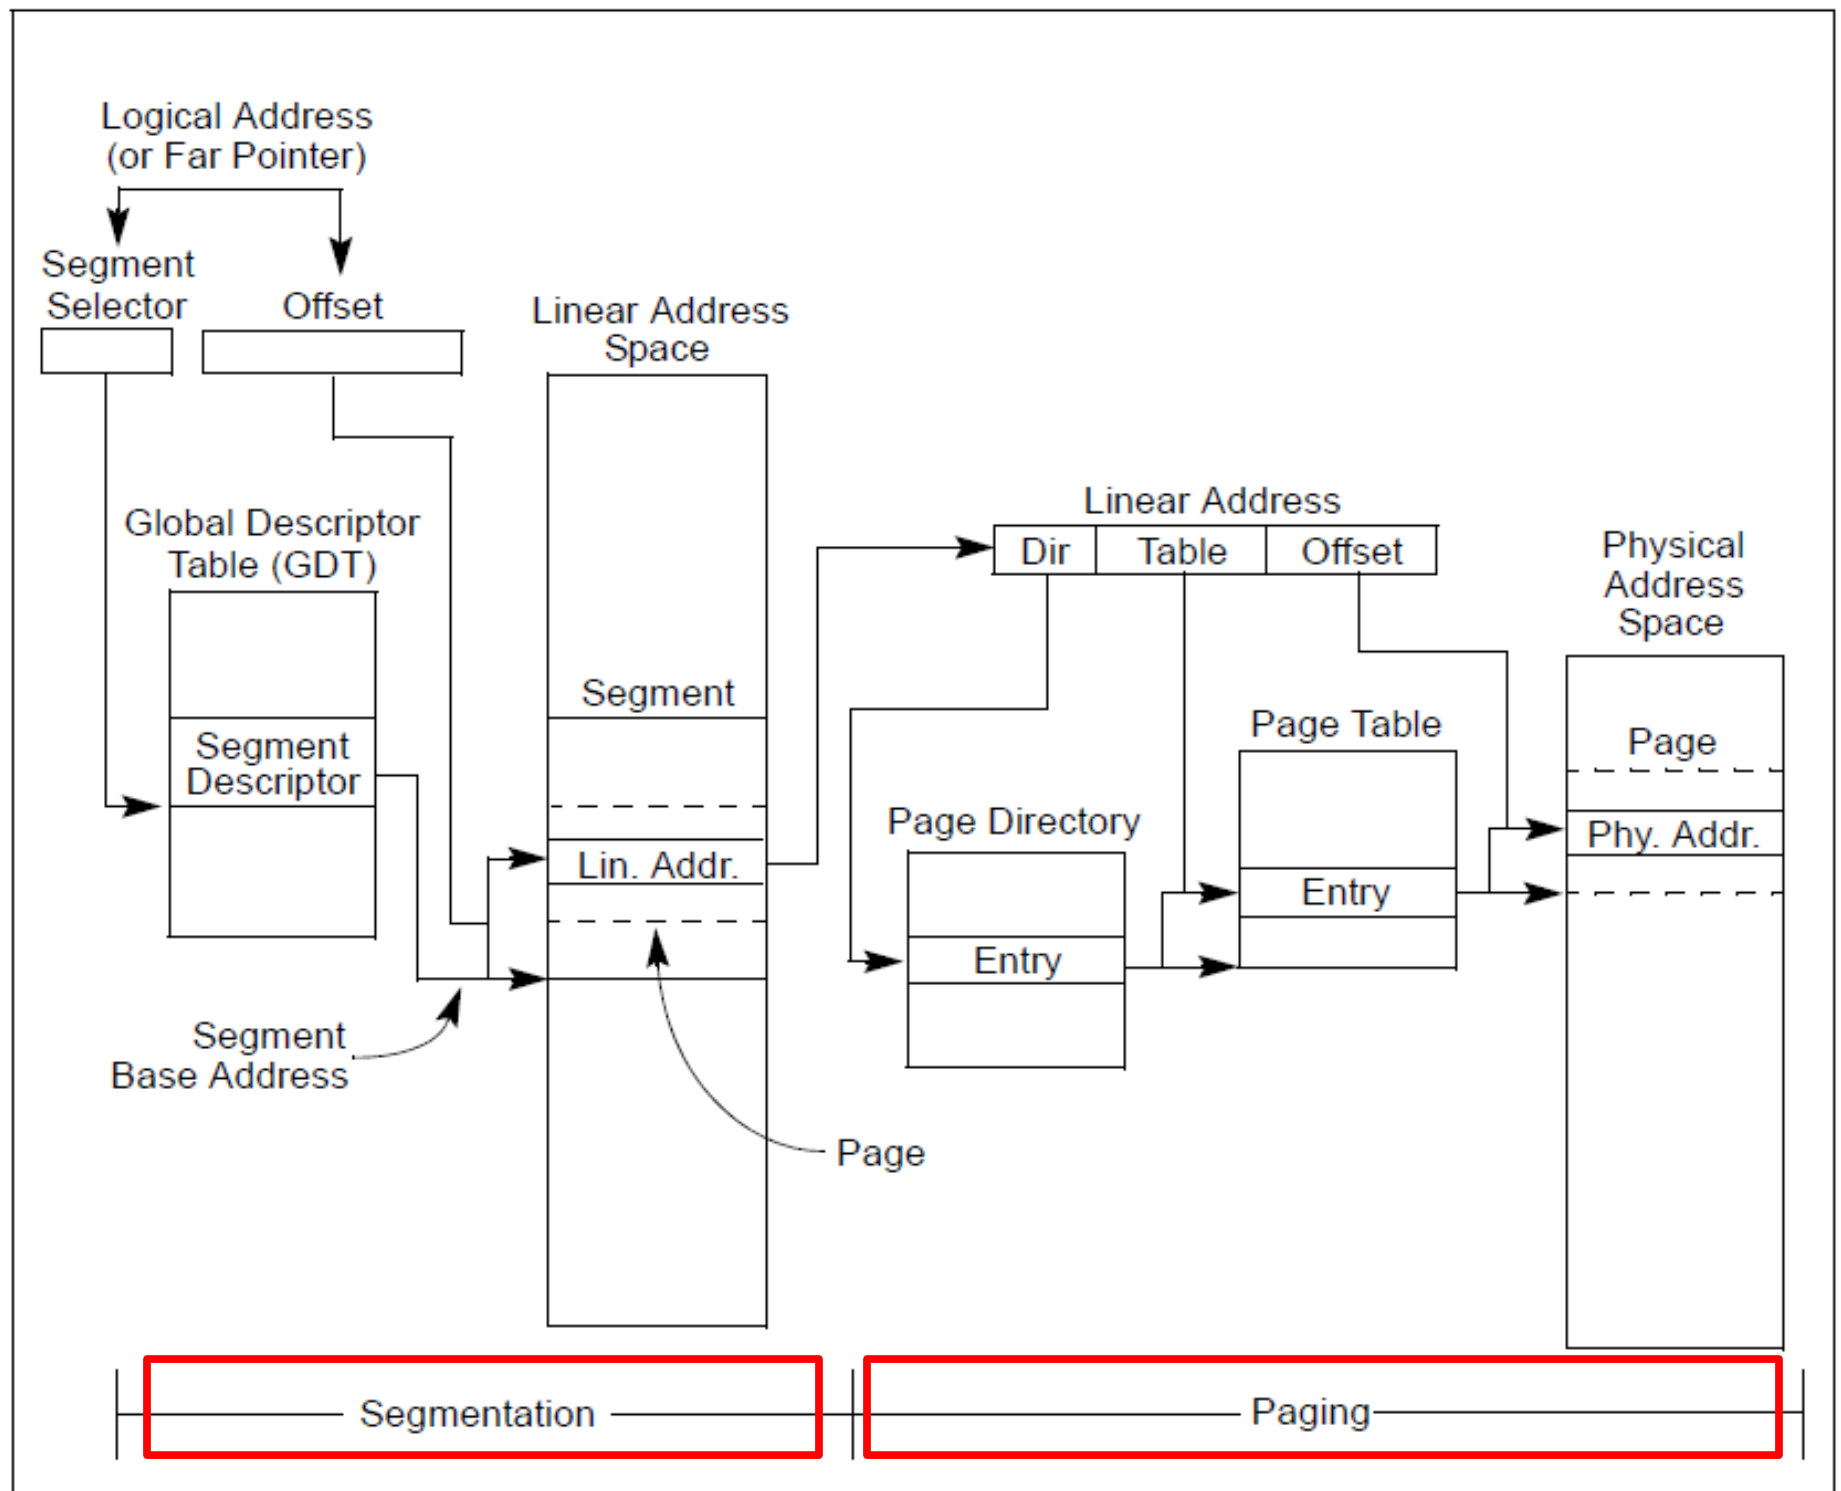 Logical Address
(or Far Pointer)
Segment
Selector
Offset
Linear Address
Space
Global Descriptor
Table (GDT)
Segment
Descriptor
Segment
Lin. Addr.
Segment
Base Address
Page
Linear Address
Dir
Table
Offset
Page Directory
Entry
Page Table
Entry
Physical
Address
Space
Page
Phy. Addr.
Segmentation
Paging